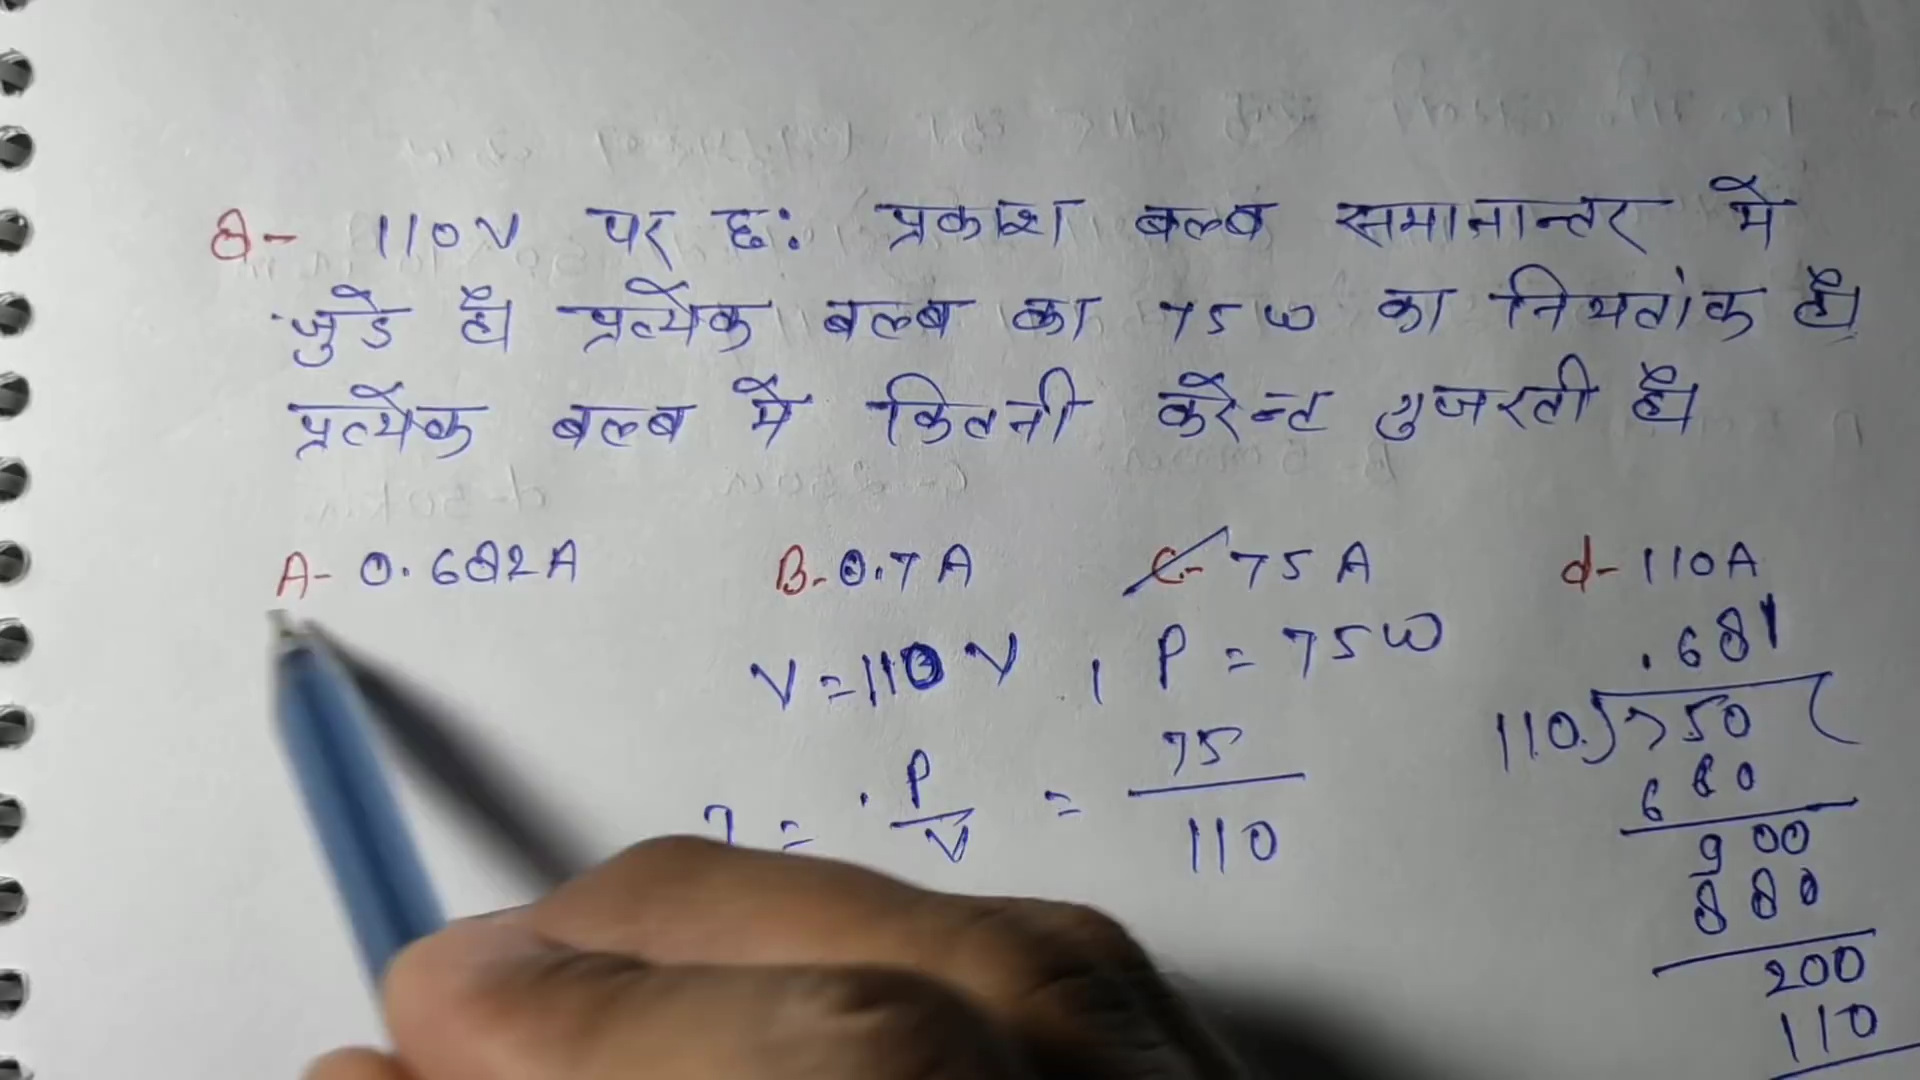 Q- 110V पर छः प्रकाश बल्ब समानान्तर मे
जुडे है। प्रत्येक बल्ब का 75W का नियतांक है।
प्रत्येक बल्ब मे कितनी करेन्ट गुजरती है।
A- 0.682A B- 0.7A C- 75A d- 110A
V = 110V , P = 75W
= P/V = 75/110
.681
110)750(
660
900
880
200
110